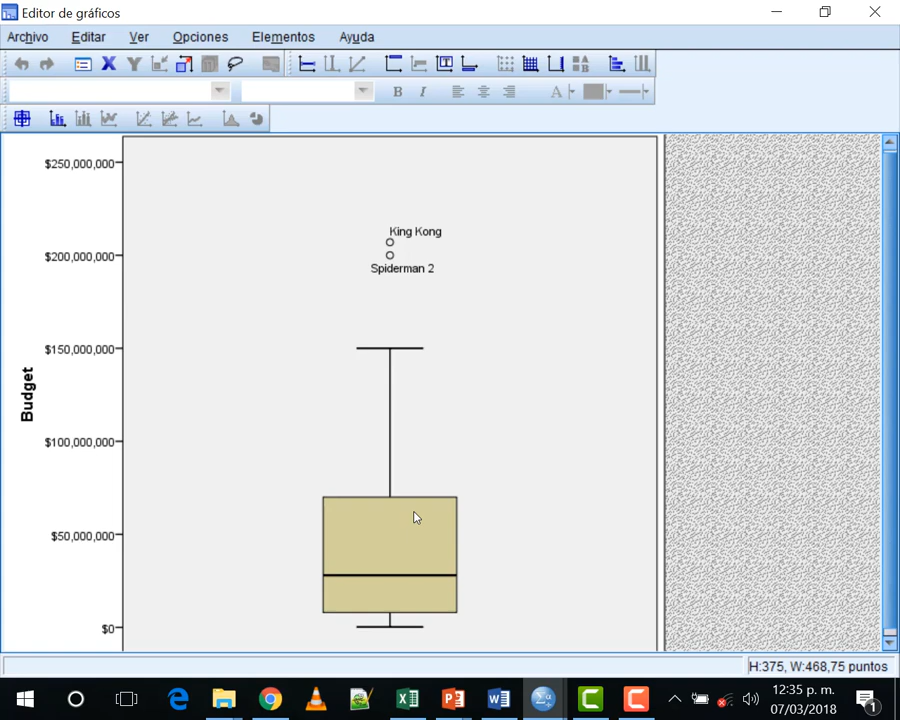 Editor de gráficos
Archivo Editar Ver Opciones Elementos Ayuda
B I A
$250,000,000
King Kong
$200,000,000
Spiderman 2
$150,000,000
Budget
$100,000,000
$50,000,000
$0
H:375, W:468,75 puntos
12:35 p. m.
07/03/2018
1